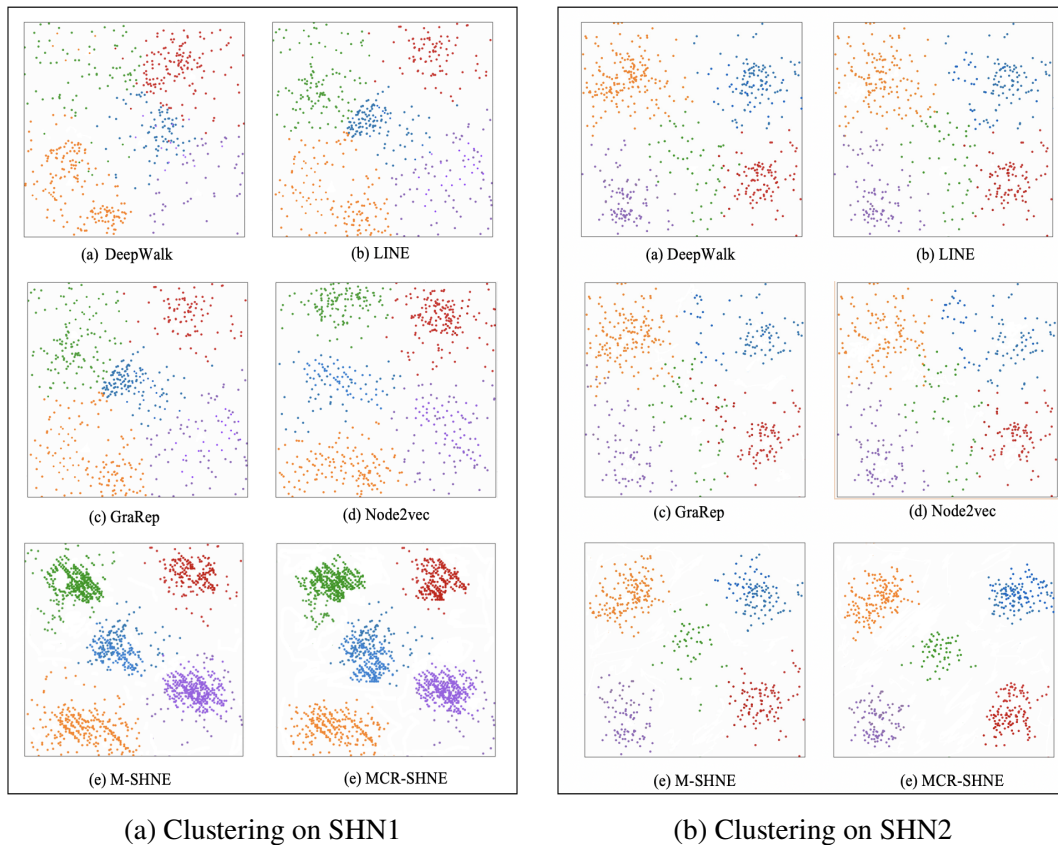 (a) DeepWalk
(b) LINE
(c) GraRep
(d) Node2vec
(e) M-SHNE
(e) MCR-SHNE
(a) Clustering on SHN1
(a) DeepWalk
(b) LINE
(c) GraRep
(d) Node2vec
(e) M-SHNE
(e) MCR-SHNE
(b) Clustering on SHN2